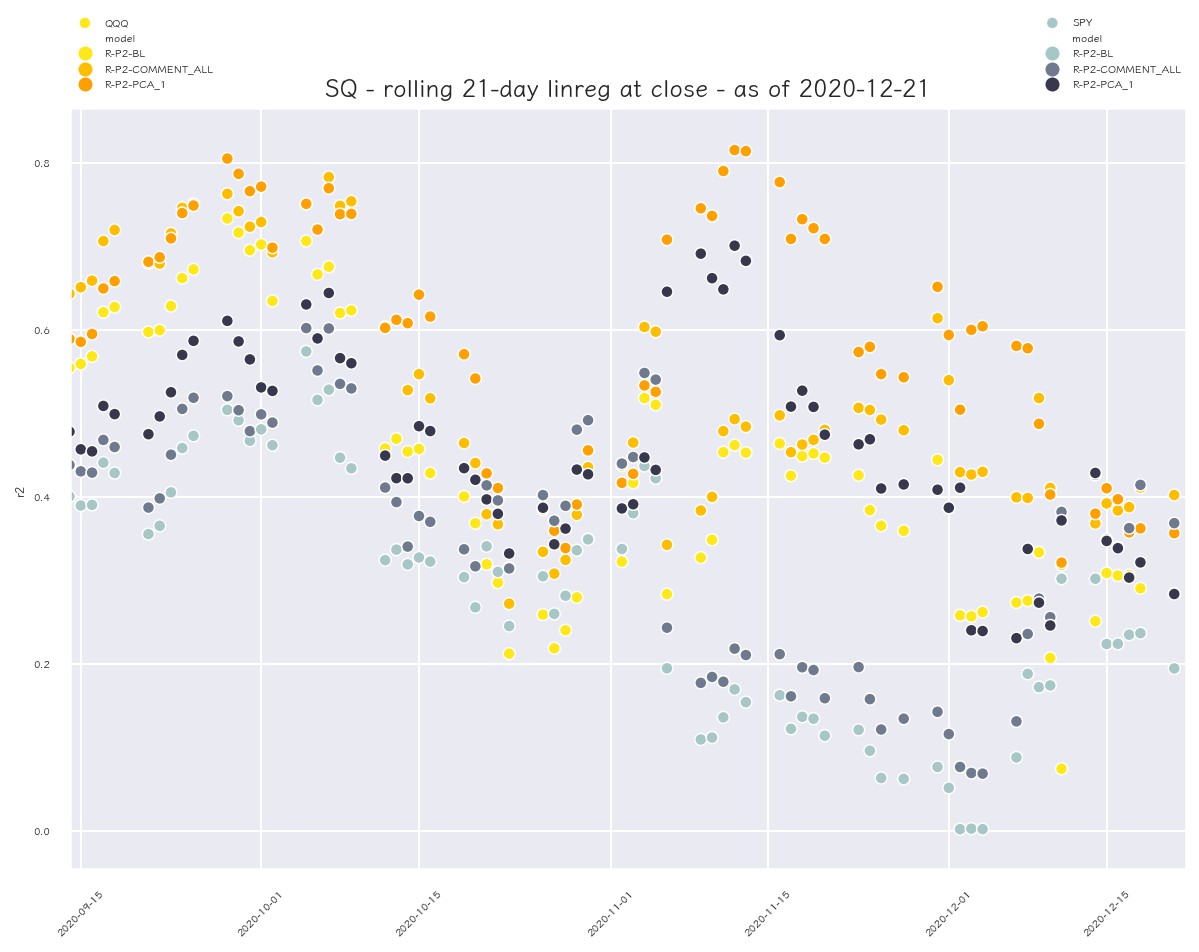 QQQ
model
R-P2-BL
R-P2-COMMENT_ALL
R-P2-PCA_1
SPY
model
R-P2-BL
R-P2-COMMENT_ALL
R-P2-PCA_1
SQ - rolling 21-day linreg at close - as of 2020-12-21
0.8
0.6
0.4
0.2
0.0
r2
2020-09-15
2020-10-01
2020-10-15
2020-11-01
2020-11-15
2020-12-01
2020-12-15